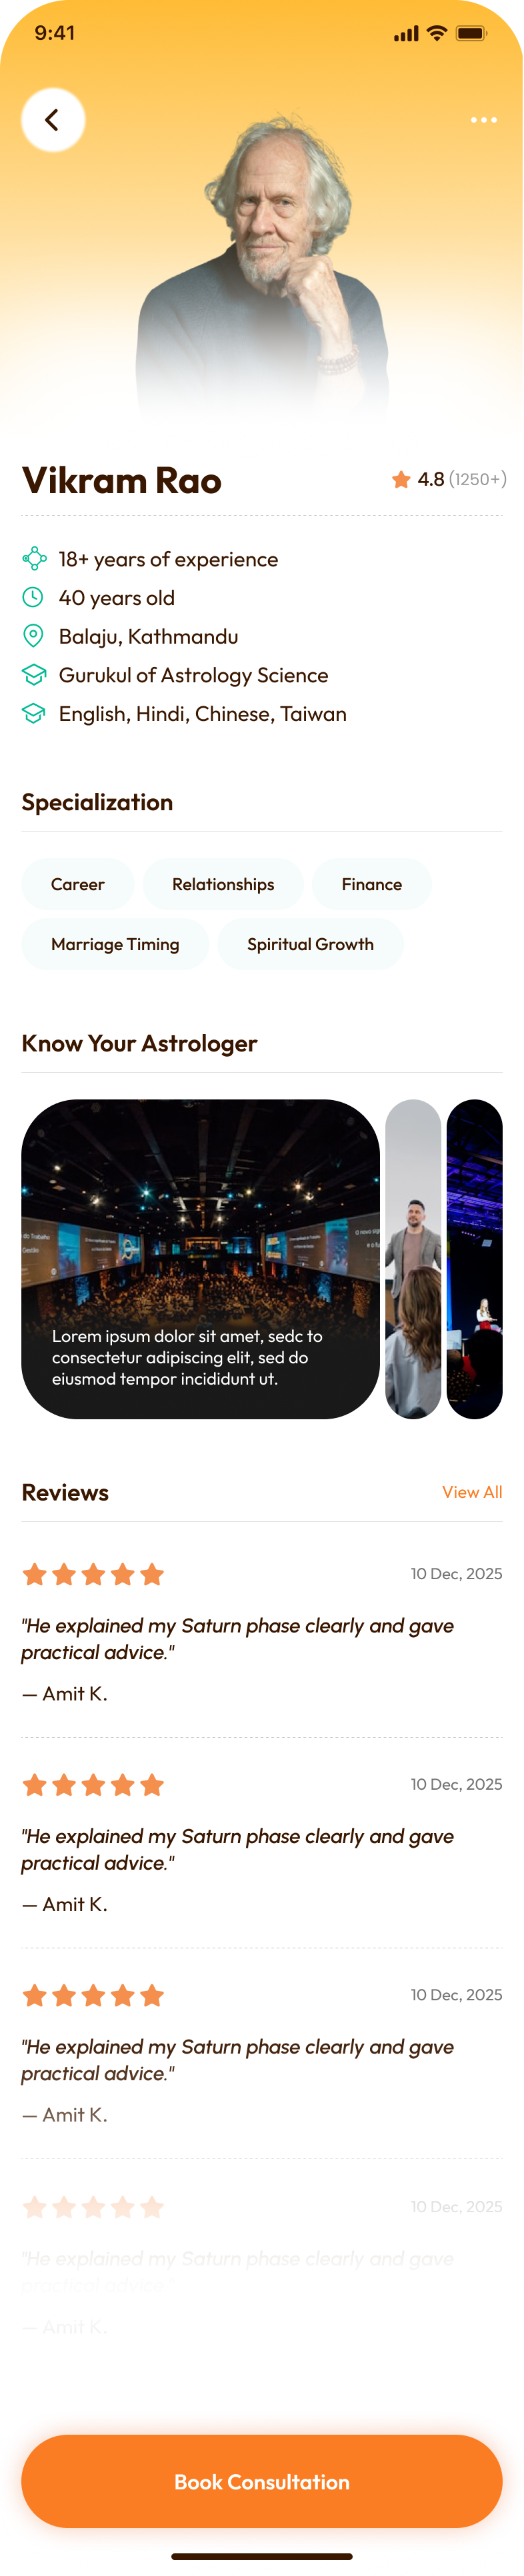 9:41
Vikram Rao
4.8 (1250+)
18+ years of experience
40 years old
Balaju, Kathmandu
Gurukul of Astrology Science
English, Hindi, Chinese, Taiwan
Specialization
Career
Relationships
Finance
Marriage Timing
Spiritual Growth
Know Your Astrologer
do Trabalho
Gestão
Lorem ipsum dolor sit amet, sedc to
consectetur adipiscing elit, sed do
eiusmod tempor incididunt ut.
Reviews
View All
10 Dec, 2025
"He explained my Saturn phase clearly and gave
practical advice."
— Amit K.
10 Dec, 2025
"He explained my Saturn phase clearly and gave
practical advice."
— Amit K.
10 Dec, 2025
"He explained my Saturn phase clearly and gave
practical advice."
— Amit K.
10 Dec, 2025
"He explained my Saturn phase clearly and gave
practical advice."
— Amit K.
Book Consultation